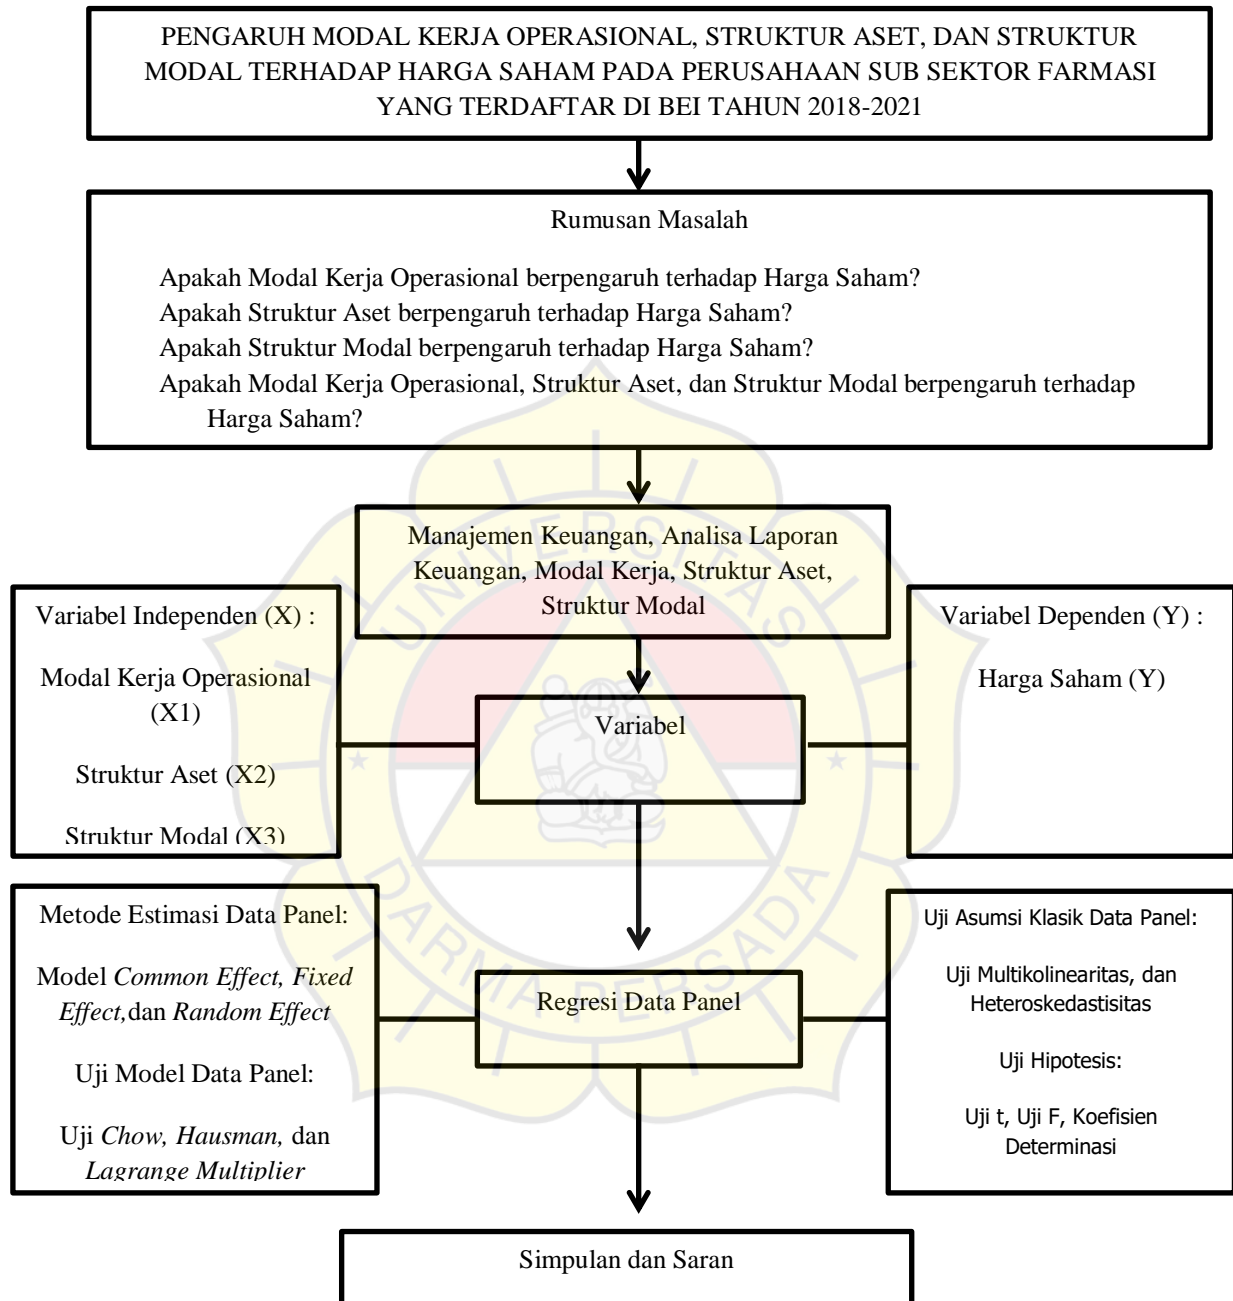 PENGARUH MODAL KERJA OPERASIONAL, STRUKTUR ASET, DAN STRUKTUR
MODAL TERHADAP HARGA SAHAM PADA PERUSAHAAN SUB SEKTOR FARMASI
YANG TERDAFTAR DI BEI TAHUN 2018-2021
Rumusan Masalah
Apakah Modal Kerja Operasional berpengaruh terhadap Harga Saham?
Apakah Struktur Aset berpengaruh terhadap Harga Saham?
Apakah Struktur Modal berpengaruh terhadap Harga Saham?
Apakah Modal Kerja Operasional, Struktur Aset, dan Struktur Modal berpengaruh terhadap
Harga Saham?
Manajemen Keuangan, Analisa Laporan
Keuangan, Modal Kerja, Struktur Aset,
Struktur Modal
Variabel Independen (X) :
Modal Kerja Operasional
(X1)
Struktur Aset (X2)
Struktur Modal (X3)
Variabel
Variabel Dependen (Y) :
Harga Saham (Y)
Metode Estimasi Data Panel:
Model Common Effect, Fixed
Effect,dan Random Effect
Uji Model Data Panel:
Uji Chow, Hausman, dan
Lagrange Multiplier
Regresi Data Panel
Uji Asumsi Klasik Data Panel:
Uji Multikolinearitas, dan
Heteroskedastisitas
Uji Hipotesis:
Uji t, Uji F, Koefisien
Determinasi
Simpulan dan Saran
UNIVERSITAS
DARMA PERSADA